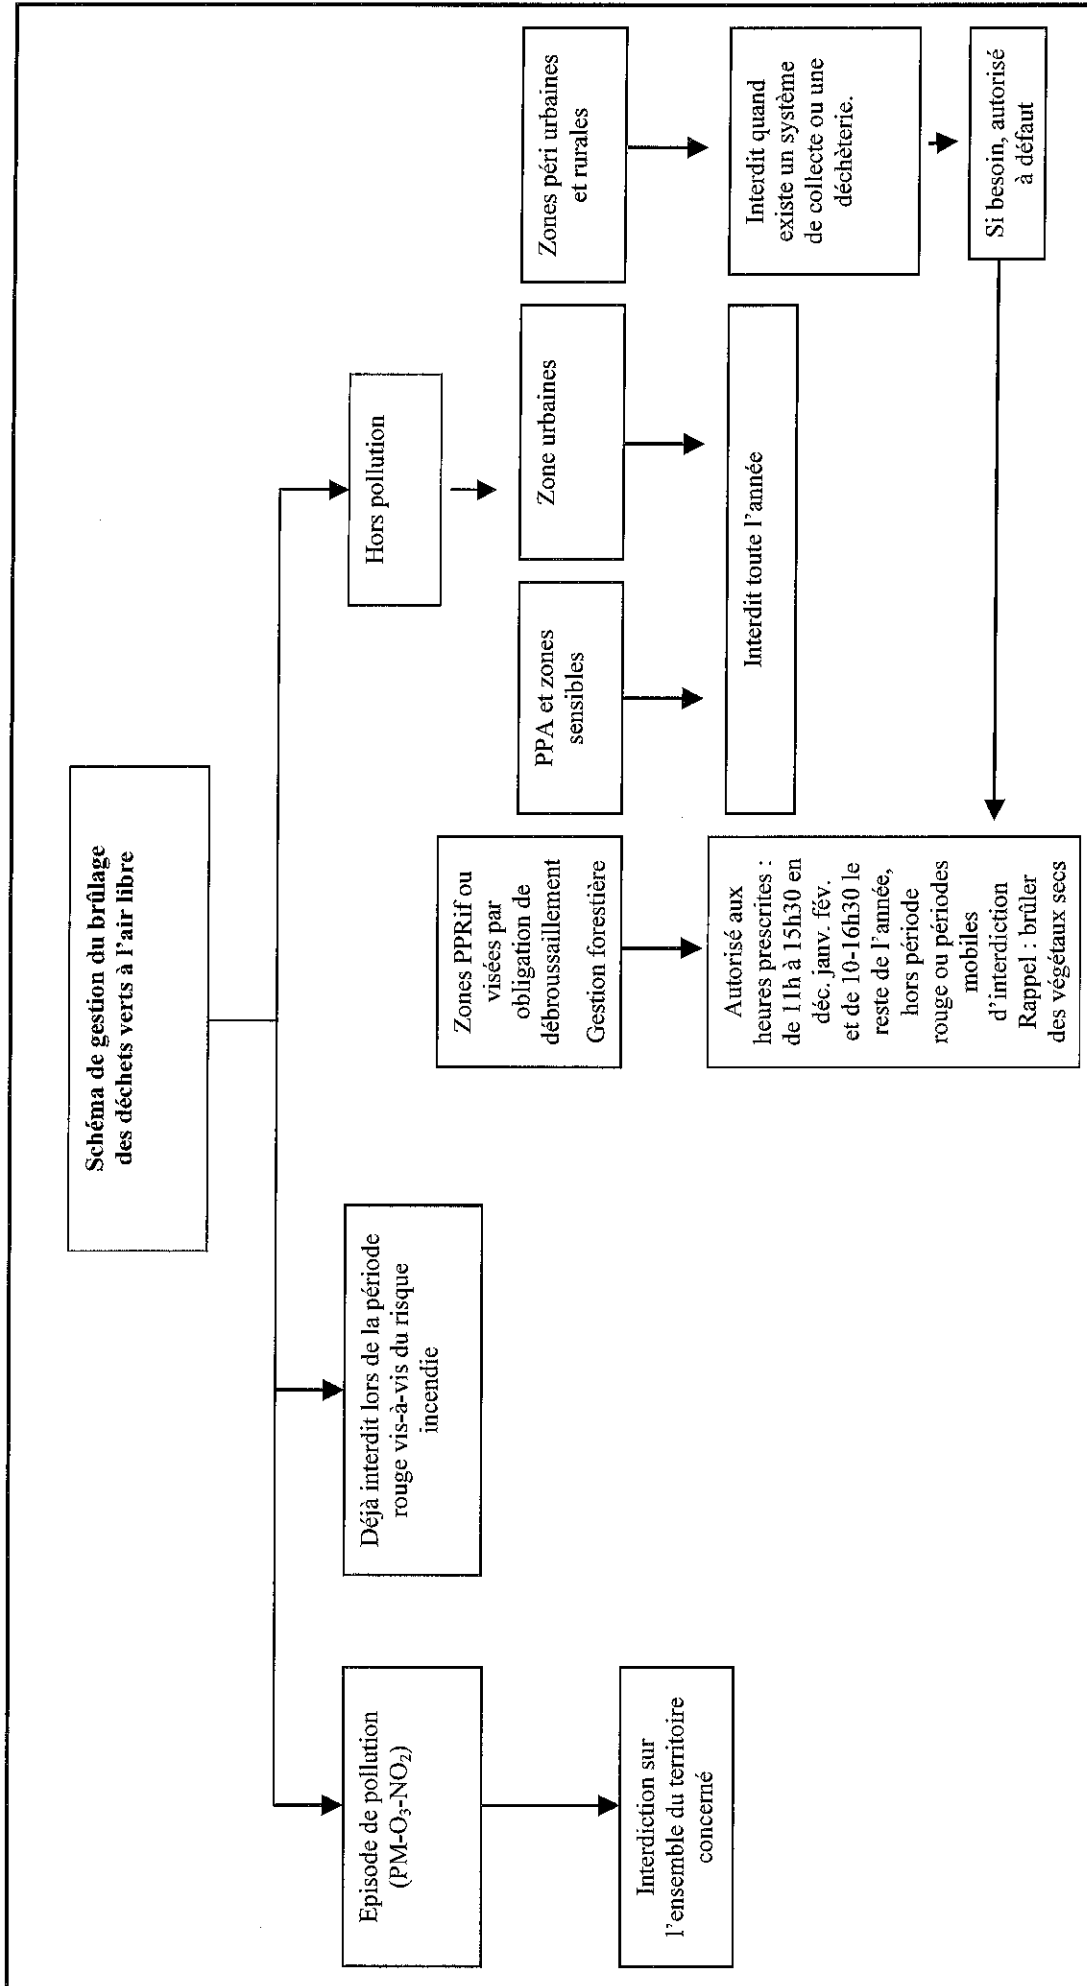 Schéma de gestion du brûlage
des déchets verts à l'air libre
Episode de pollution
(PM-O₃-NO₂)
Déjà interdit lors de la période
rouge vis-à-vis du risque
incendie
Hors pollution
Interdiction sur
l'ensemble du territoire
concerné
Zones PPRif ou
visées par
obligation de
débroussaillement
Gestion forestière
PPA et zones
sensibles
Zone urbaines
Zones péri urbaines
et rurales
Autorisé aux
heures prescrites :
de 11h à 15h30 en
déc. janv. fév.
et de 10-16h30 le
reste de l'année,
hors période
rouge ou périodes
mobiles
d'interdiction
Rappel : brûler
des végétaux secs
Interdit toute l'année
Interdit quand
existe un système
de collecte ou une
déchèterie.
Si besoin, autorisé
à défaut